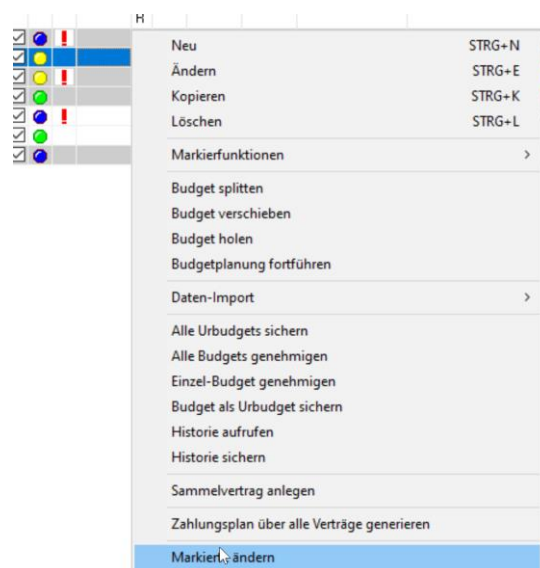 R
Neu STRG+N
Ändern STRG+E
Kopieren STRG+K
Löschen STRG+L
Markierfunktionen >
Budget splitten
Budget verschieben
Budget holen
Budgetplanung fortführen
Daten-Import >
Alle Urbudgets sichern
Alle Budgets genehmigen
Einzel-Budget genehmigen
Budget als Urbudget sichern
Historie aufrufen
Historie sichern
Sammelvertrag anlegen
Zahlungsplan über alle Verträge generieren
Markierte ändern